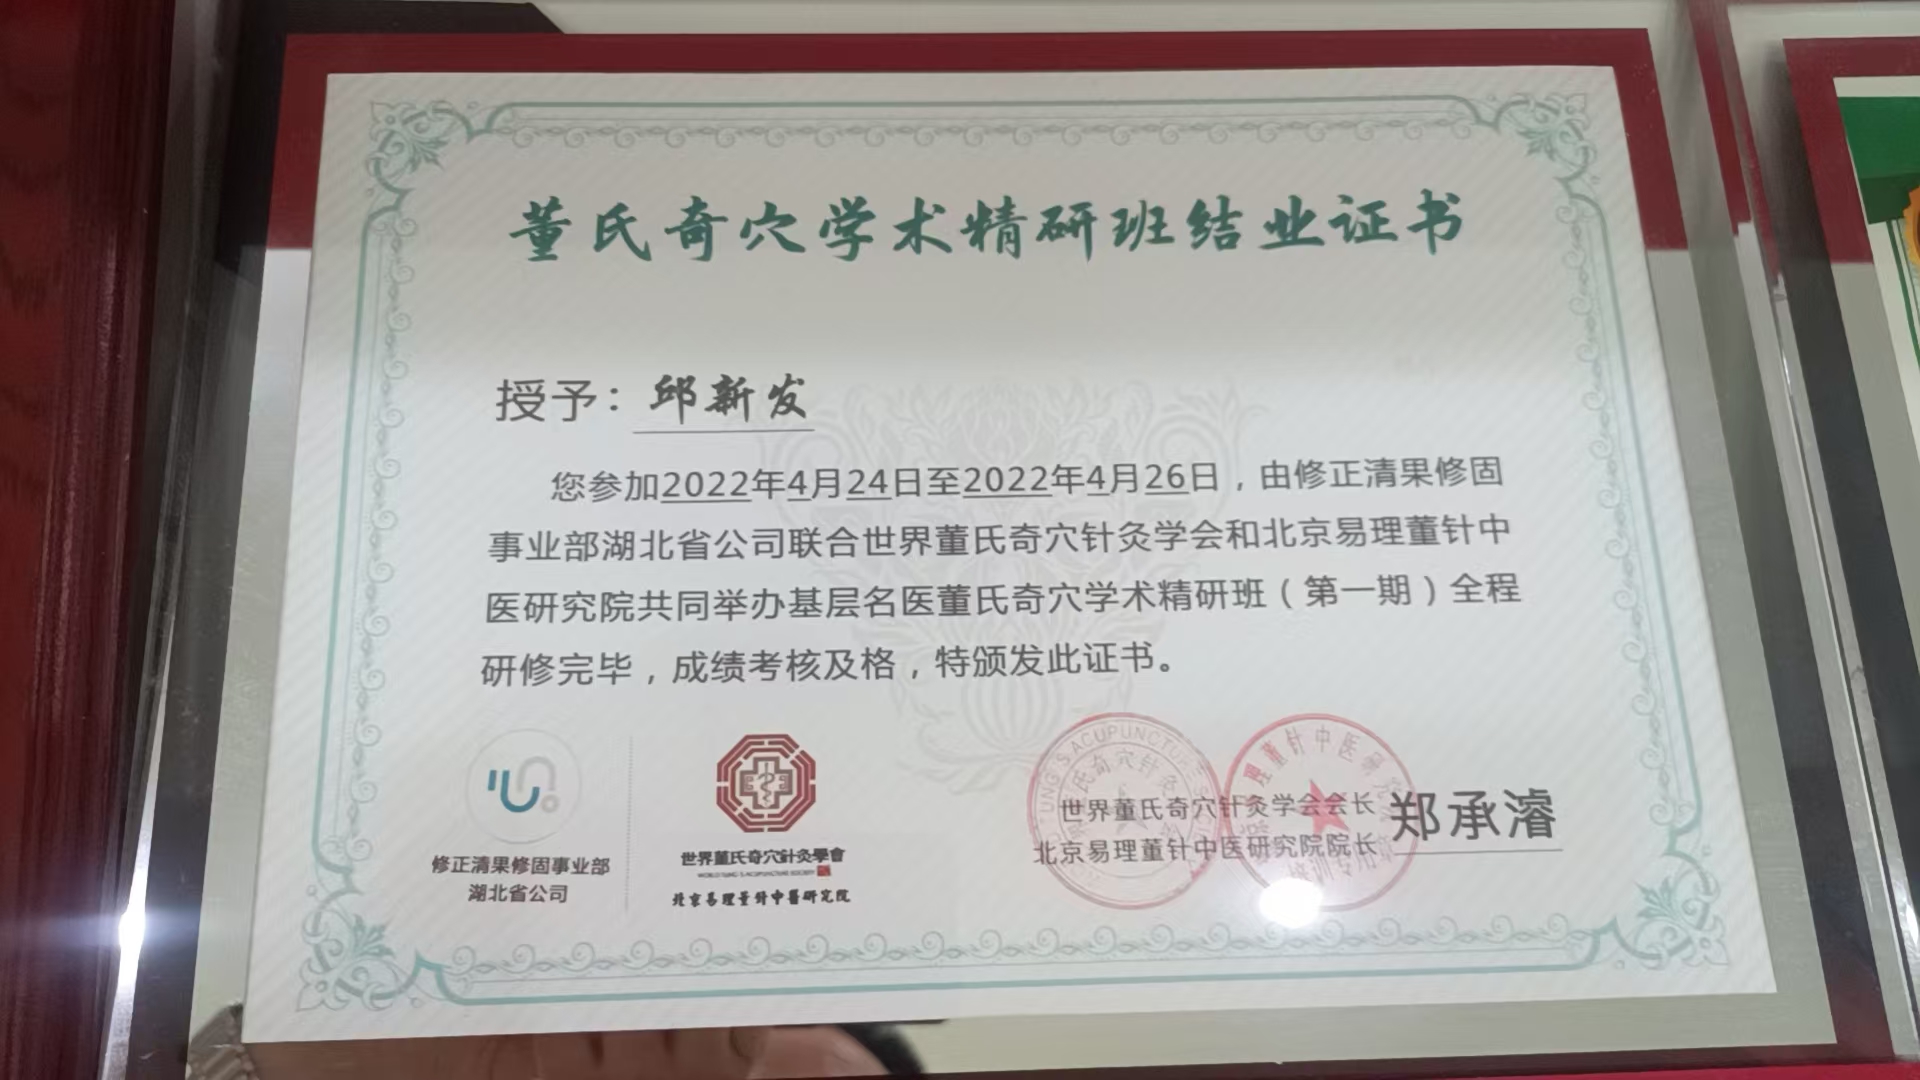 董氏奇穴学术精研班结业证书
授予：邱新发
您参加2022年4月24日至2022年4月26日，由修正清果修固
事业部湖北省公司联合世界董氏奇穴针灸学会和北京易理董针中
医研究院共同举办基层名医董氏奇穴学术精研班（第一期）全程
研修完毕，成绩考核及格，特颁发此证书。
修正清果修固事业部
湖北省公司
世界董氏奇穴針灸學會
WORLD TUNG'S ACUPUNCTURE SOCIETY
北京易理董針中醫研究院
世界董氏奇穴针灸学会会长
北京易理董针中医研究院院长
郑承濬